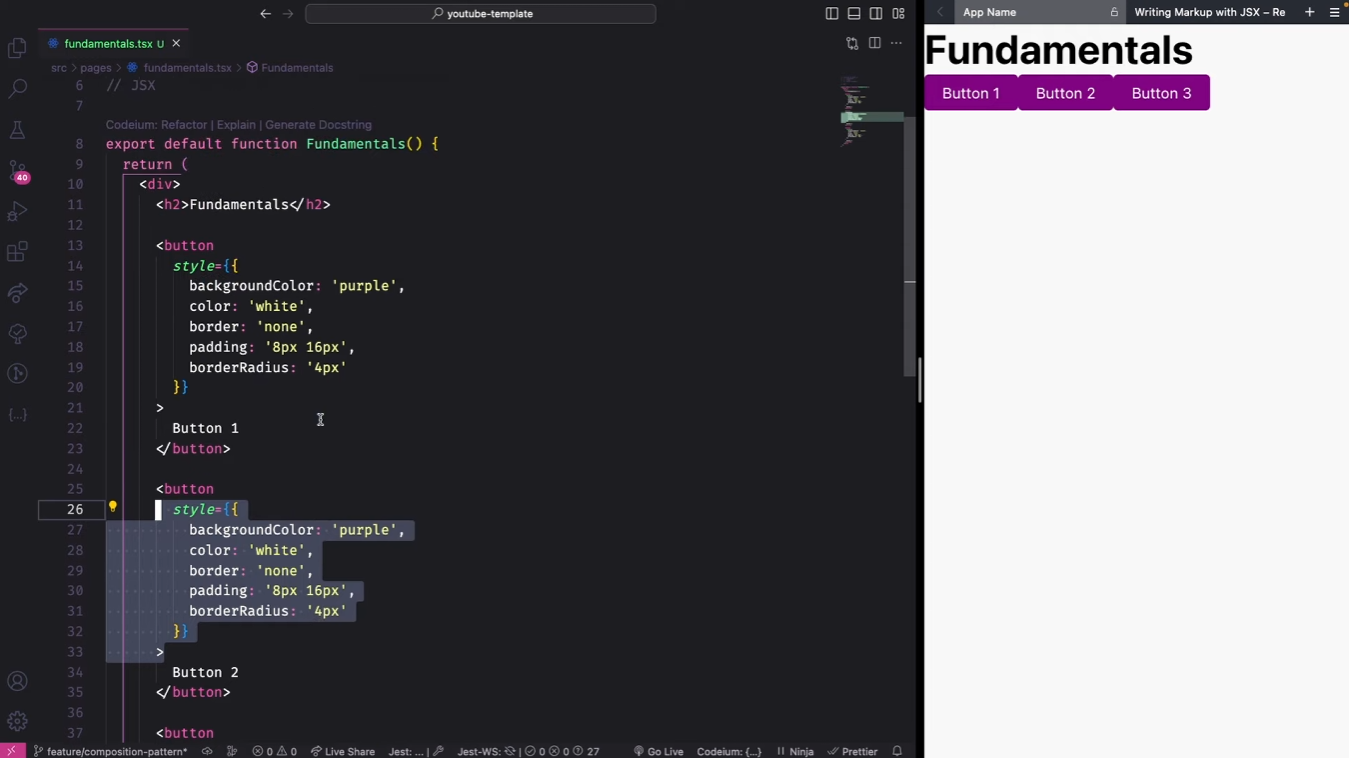 youtube-template
App Name
Writing Markup with JSX – Re
fundamentals.tsx U
src > pages > fundamentals.tsx > Fundamentals
6 // JSX
7
Codeium: Refactor | Explain | Generate Docstring
8 export default function Fundamentals() {
9 return (
10 <div>
11 <h2>Fundamentals</h2>
12
13 <button
14 style={{
15 backgroundColor: 'purple',
16 color: 'white',
17 border: 'none',
18 padding: '8px 16px',
19 borderRadius: '4px'
20 }}
21 >
22 Button 1
23 </button>
24
25 <button
26 style={{
27 backgroundColor: 'purple',
28 color: 'white',
29 border: 'none',
30 padding: '8px 16px',
31 borderRadius: '4px'
32 }}
33 >
34 Button 2
35 </button>
36
37 <button
Fundamentals
Button 1 Button 2 Button 3
40
feature/composition-pattern* 0 0 Live Share Jest: ... Jest-WS: 0 0 27 Go Live Codeium: {...} Ninja Prettier